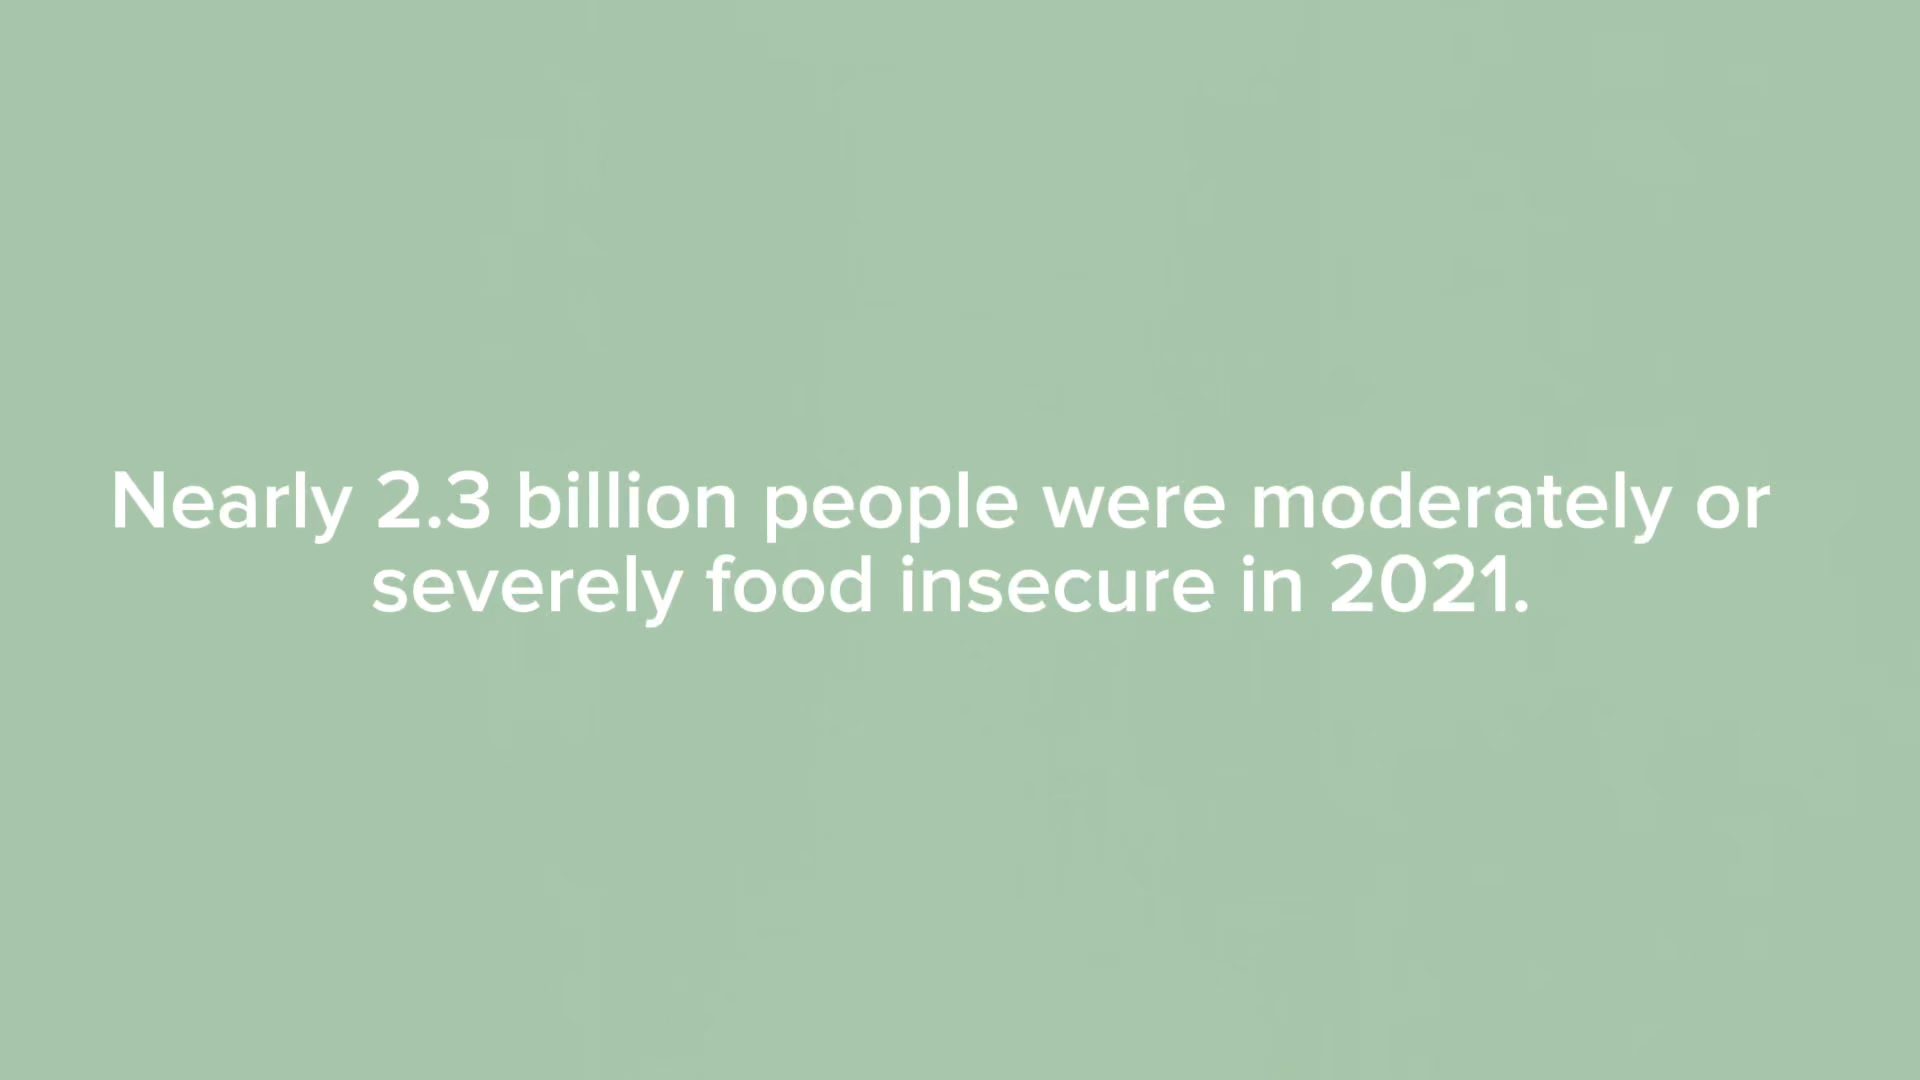 Nearly 2.3 billion people were moderately or
severely food insecure in 2021.